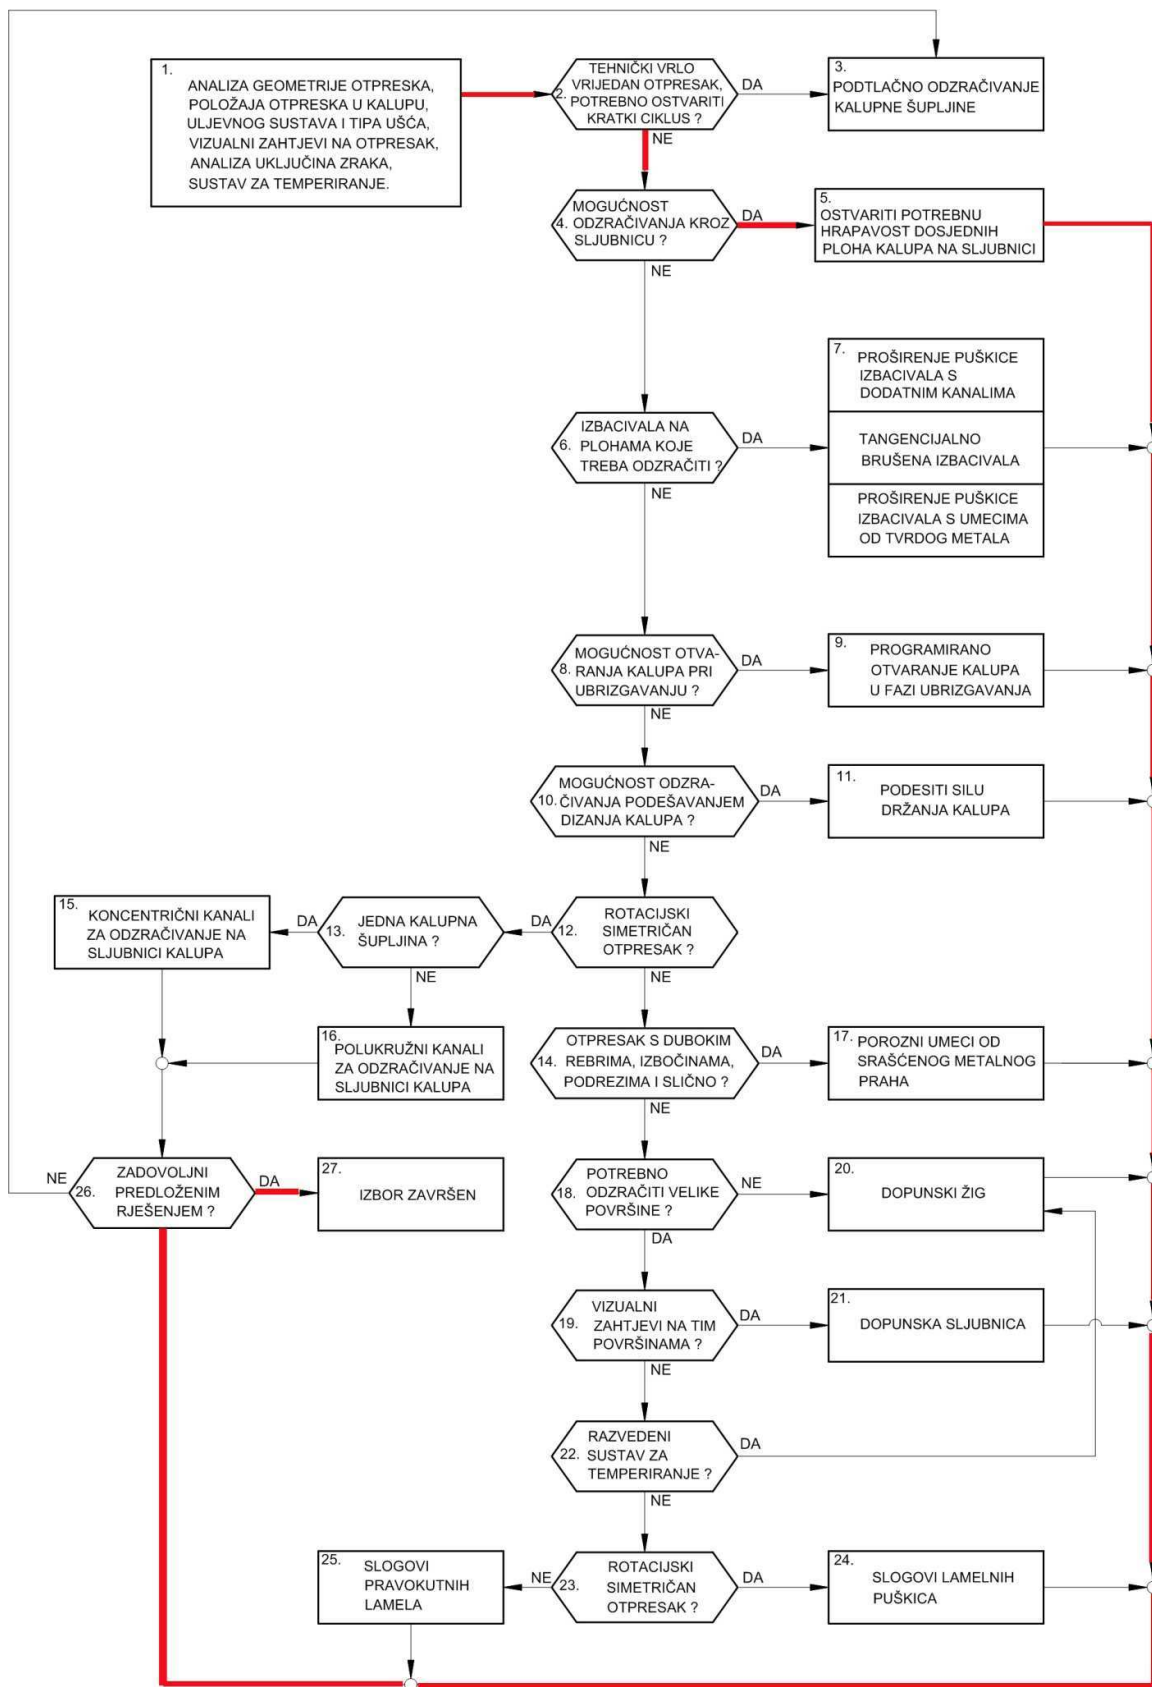 1.
ANALIZA GEOMETRIJE OTPRESKA,
POLOŽAJA OTPRESKA U KALUPU,
ULJEVNOG SUSTAVA I TIPA UŠĆA,
VIZUALNI ZAHTJEVI NA OTPRESAK,
ANALIZA UKLJUČINA ZRAKA,
SUSTAV ZA TEMPERIRANJE.
TEHNIČKI VRLO
VRIJEDAN OTPRESAK,
2. POTREBNO OSTVARITI
KRATKI CIKLUS ?
DA
NE
3.
PODTLAČNO ODZRAČIVANJE
KALUPNE ŠUPLJINE
MOGUĆNOST
4. ODZRAČIVANJA KROZ
SLJUBNICU ?
DA
NE
5.
OSTVARITI POTREBNU
HRAPAVOST DOSJEDNIH
PLOHA KALUPA NA SLJUBNICI
IZBACIVALA NA
6. PLOHAMA KOJE
TREBA ODZRAČITI ?
DA
NE
7.
PROŠIRENJE PUŠKICE
IZBACIVALA S
DODATNIM KANALIMA
TANGENCIJALNO
BRUŠENA IZBACIVALA
PROŠIRENJE PUŠKICE
IZBACIVALA S UMECIMA
OD TVRDOG METALA
MOGUĆNOST OTVA-
8. RANJA KALUPA PRI
UBRIZGAVANJU ?
DA
NE
9.
PROGRAMIRANO
OTVARANJE KALUPA
U FAZI UBRIZGAVANJA
MOGUĆNOST ODZRA-
10. ČIVANJA PODEŠAVANJEM
DIZANJA KALUPA ?
DA
NE
11.
PODESITI SILU
DRŽANJA KALUPA
ROTACIJSKI
12. SIMETRIČAN
OTPRESAK ?
DA
NE
JEDNA KALUPNA
13. ŠUPLJINA ?
DA
NE
15.
KONCENTRIČNI KANALI
ZA ODZRAČIVANJE NA
SLJUBNICI KALUPA
16.
POLUKRUŽNI KANALI
ZA ODZRAČIVANJE NA
SLJUBNICI KALUPA
OTPRESAK S DUBOKIM
14. REBRIMA, IZBOČINAMA,
PODREZIMA I SLIČNO ?
DA
NE
17.
POROZNI UMECI OD
SRAŠĆENOG METALNOG
PRAHA
ZADOVOLJNI
26. PREDLOŽENIM
RJEŠENJEM ?
NE
DA
27.
IZBOR ZAVRŠEN
POTREBNO
18. ODZRAČITI VELIKE
POVRŠINE ?
NE
DA
20.
DOPUNSKI ŽIG
VIZUALNI
19. ZAHTJEVI NA TIM
POVRŠINAMA ?
DA
NE
21.
DOPUNSKA SLJUBNICA
RAZVEDENI
22. SUSTAV ZA
TEMPERIRANJE ?
DA
NE
ROTACIJSKI
23. SIMETRIČAN
OTPRESAK ?
NE
DA
25.
SLOGOVI
PRAVOKUTNIH
LAMELA
24.
SLOGOVI LAMELNIH
PUŠKICA